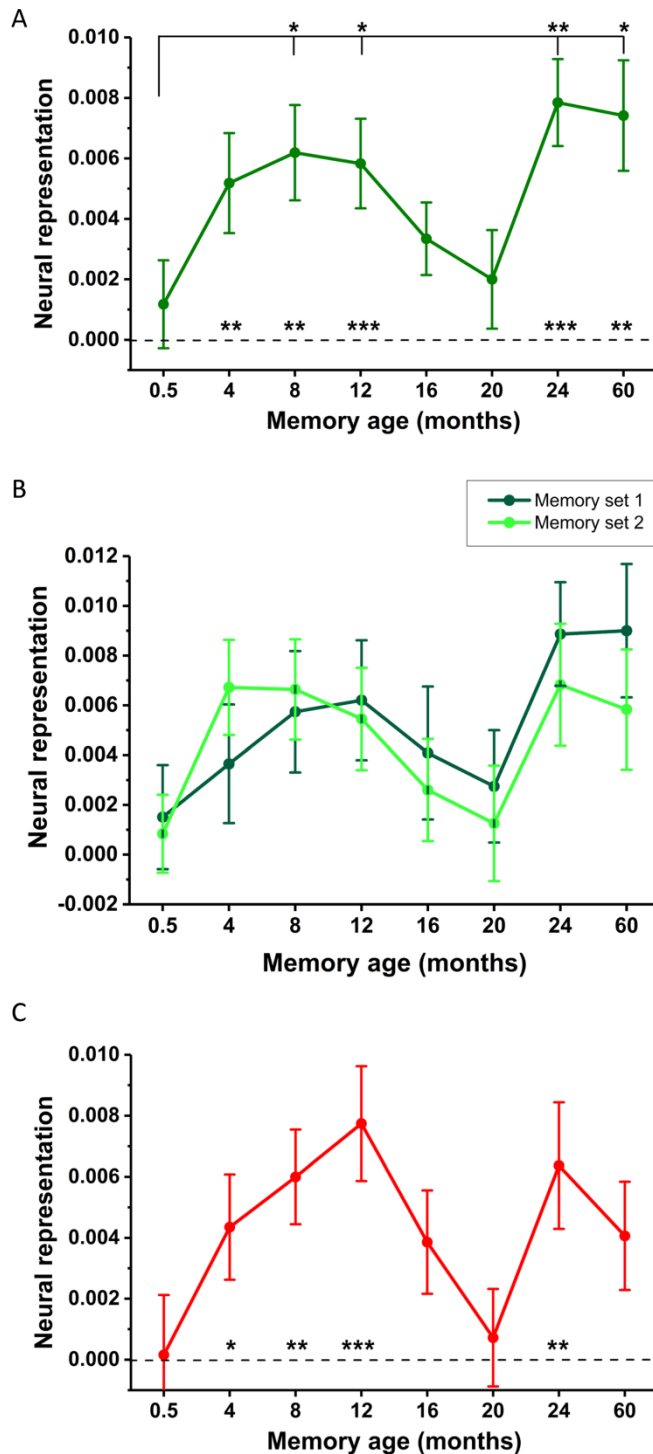 A
* * ** *
0.010
0.008
0.006
0.004
0.002
0.000
Neural representation
** ** *** *** **
0.5 4 8 12 16 20 24 60
Memory age (months)
B
Memory set 1
Memory set 2
0.012
0.010
0.008
0.006
0.004
0.002
0.000
-0.002
Neural representation
0.5 4 8 12 16 20 24 60
Memory age (months)
C
0.010
0.008
0.006
0.004
0.002
0.000
Neural representation
* ** *** **
0.5 4 8 12 16 20 24 60
Memory age (months)